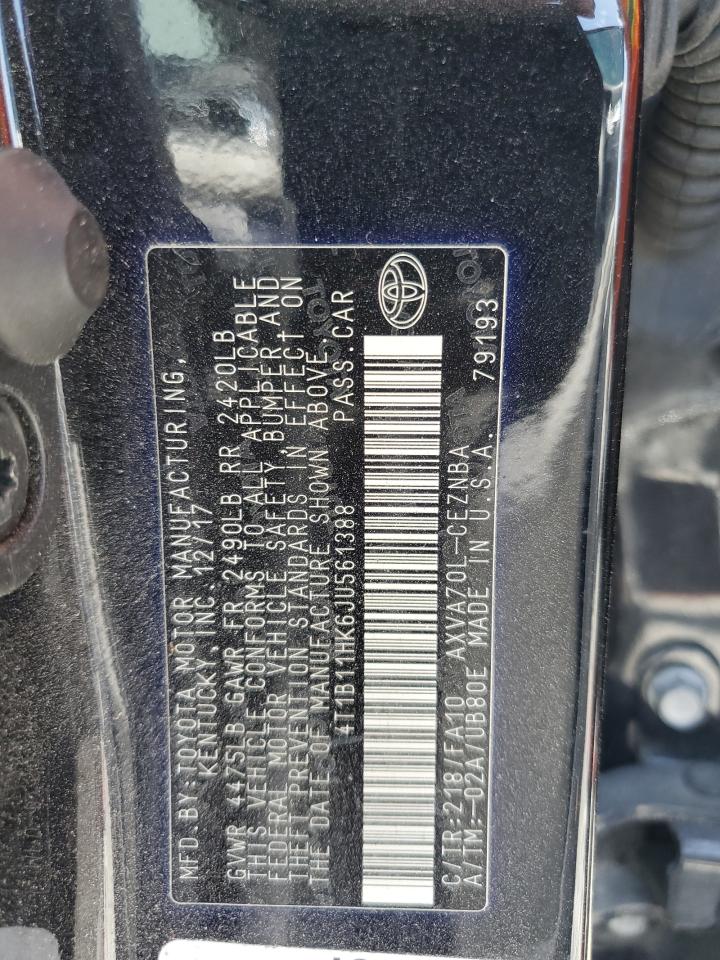 MFD.BY:TOYOTA MOTOR MANUFACTURING,
KENTUCKY,INC.12/17
GVWR 4475LB GAWR FR 2490LB RR 2420LB
THIS VEHICLE CONFORMS TO ALL APPLICABLE
FEDERAL MOTOR VEHICLE SAFETY,BUMPER,AND
THEFT PREVENTION STANDARDS IN EFFECT ON
THE DATE OF MANUFACTURE SHOWN ABOVE.
4T1B11HK6JU561388 PASS.CAR
C/TR:218/FA10 AXVA70L-CEZNBA
A/TM:-02A/UB80E MADE IN U.S.A. 79193